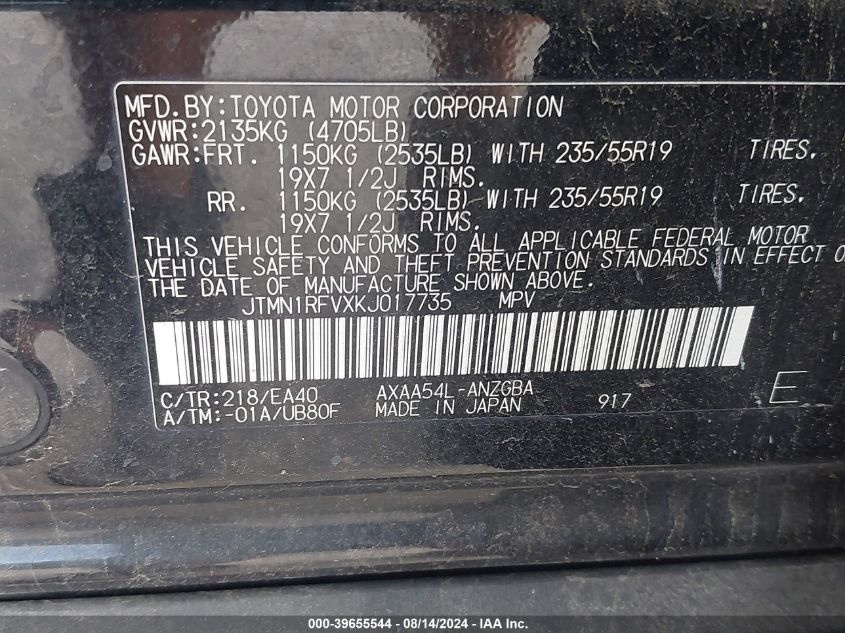 MFD.BY:TOYOTA MOTOR CORPORATION
GVWR:2135KG (4705LB)
GAWR:FRT. 1150KG (2535LB) WITH 235/55R19 TIRES.
19X7 1/2J RIMS.
RR. 1150KG (2535LB) WITH 235/55R19 TIRES.
19X7 1/2J RIMS.
THIS VEHICLE CONFORMS TO ALL APPLICABLE FEDERAL MOTOR
VEHICLE SAFETY AND THEFT PREVENTION STANDARDS IN EFFECT O
THE DATE OF MANUFACTURE SHOWN ABOVE.
JTMN1RFVXKJ017735 MPV
C/TR:218/EA40 AXAA54L-ANZGBA
A/TM:-01A/UB80F MADE IN JAPAN 917 E
000-39655544 - 08/14/2024 - IAA Inc.